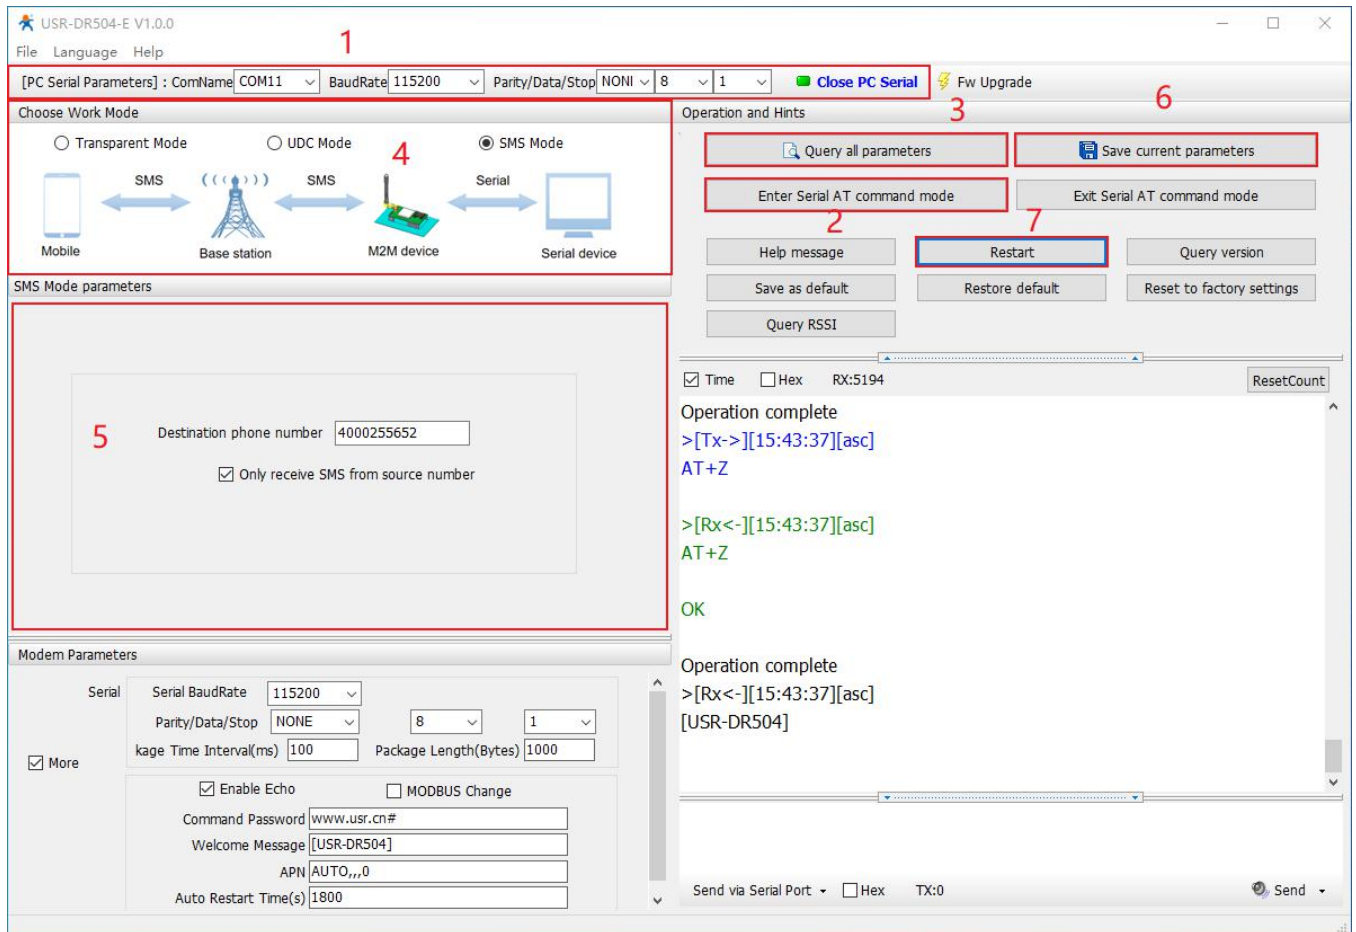 USR-DR504-E V1.0.0
File Language Help
1
[PC Serial Parameters] : ComName COM11 BaudRate 115200 Parity/Data/Stop NONI 8 1 Close PC Serial Fw Upgrade
Choose Work Mode
Transparent Mode UDC Mode SMS Mode
4
SMS SMS Serial
Mobile Base station M2M device Serial device
SMS Mode parameters
5
Destination phone number 4000255652
Only receive SMS from source number
Modem Parameters
Serial Serial BaudRate 115200
Parity/Data/Stop NONE 8 1
kage Time Interval(ms) 100 Package Length(Bytes) 1000
More
Enable Echo MODBUS Change
Command Password www.usr.cn#
Welcome Message [USR-DR504]
APN AUTO,,,0
Auto Restart Time(s) 1800
Operation and Hints
3 6
Query all parameters Save current parameters
Enter Serial AT command mode Exit Serial AT command mode
2 7
Help message Restart Query version
Save as default Restore default Reset to factory settings
Query RSSI
Time Hex RX:5194 ResetCount
Operation complete
>[Tx->][15:43:37][asc]
AT+Z
>[Rx<-][15:43:37][asc]
AT+Z
OK
Operation complete
>[Rx<-][15:43:37][asc]
[USR-DR504]
Send via Serial Port Hex TX:0 Send